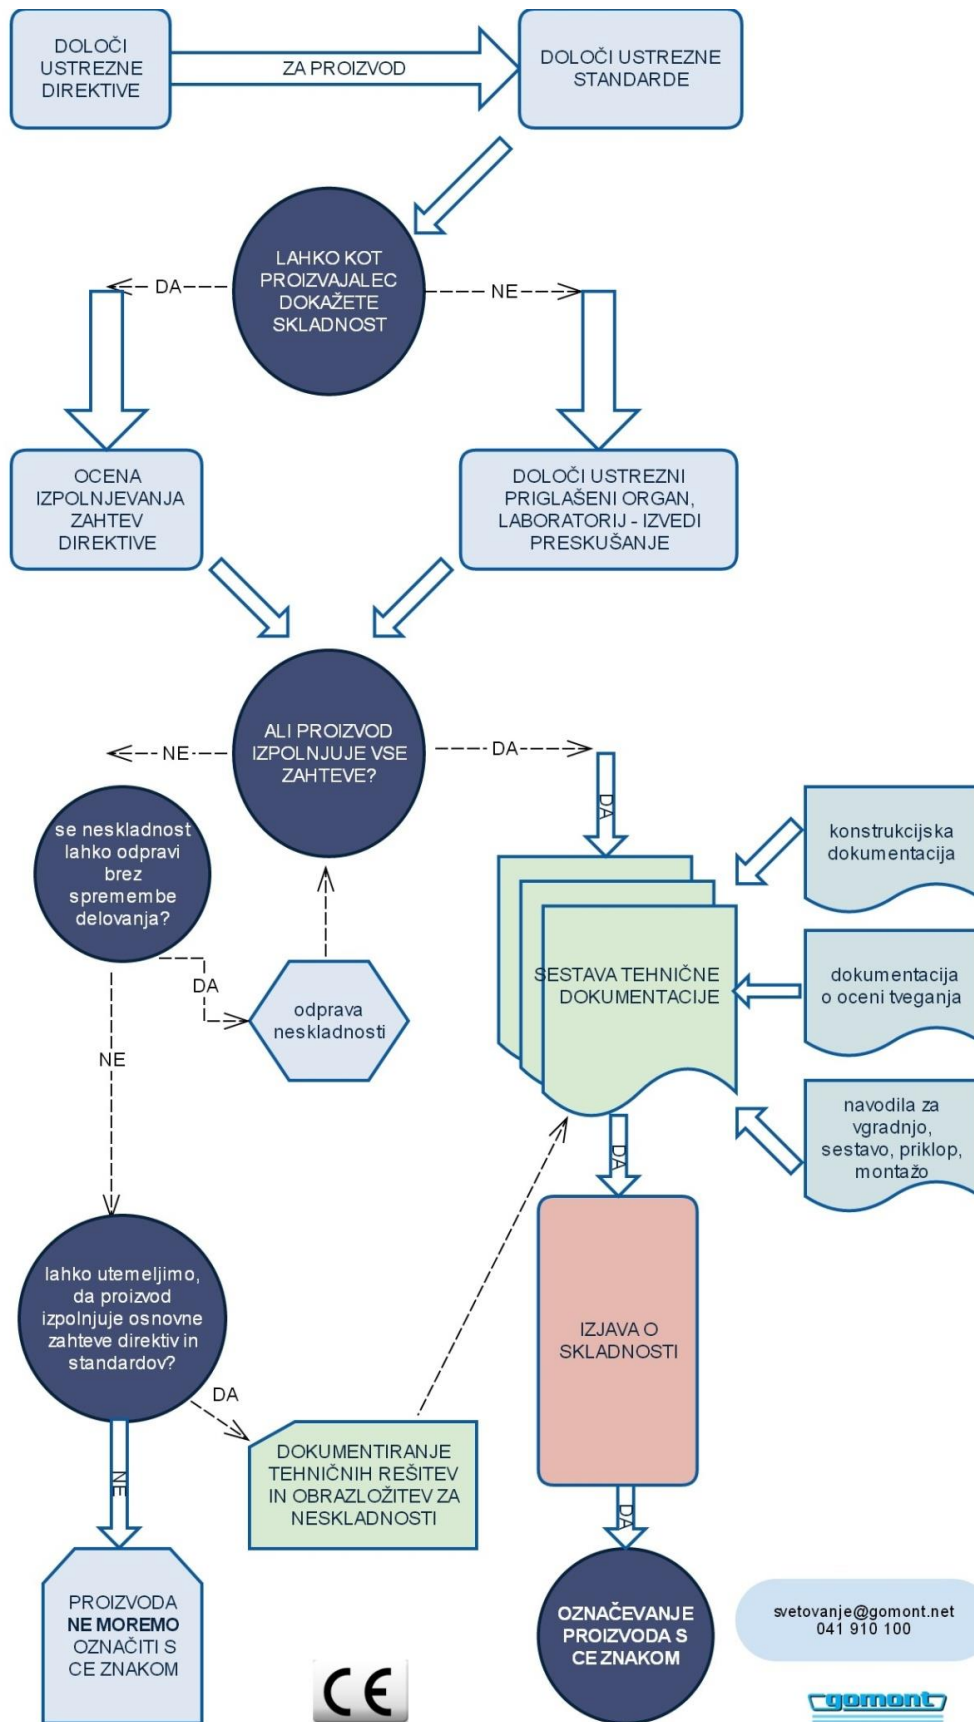 DOLOČI
USTREZNE
DIREKTIVE
ZA PROIZVOD
DOLOČI USTREZNE
STANDARDE
LAHKO KOT
PROIZVAJALEC
DOKAŽETE
SKLADNOST
DA
NE
OCENA
IZPOLNJEVANJA
ZAHTEV
DIREKTIVE
DOLOČI USTREZNI
PRIGLAŠENI ORGAN,
LABORATORIJ - IZVEDI
PRESKUŠANJE
ALI PROIZVOD
IZPOLNJUJE VSE
ZAHTEVE?
NE
DA
DA
se neskladnost
lahko odpravi
brez
spremembe
delovanja?
DA
odprava
neskladnosti
NE
SESTAVA TEHNIČNE
DOKUMENTACIJE
konstrukcijska
dokumentacija
dokumentacija
o oceni tveganja
navodila za
vgradnjo,
sestavo, priklop,
montažo
DA
lahko utemeljimo,
da proizvod
izpolnjuje osnovne
zahteve direktiv in
standardov?
DA
NE
DOKUMENTIRANJE
TEHNIČNIH REŠITEV
IN OBRAZLOŽITEV ZA
NESKLADNOSTI
IZJAVA O
SKLADNOSTI
DA
PROIZVODA
NE MOREMO
OZNAČITI S
CE ZNAKOM
CE
OZNAČEVANJE
PROIZVODA S
CE ZNAKOM
svetovanje@gomont.net
041 910 100
gomont